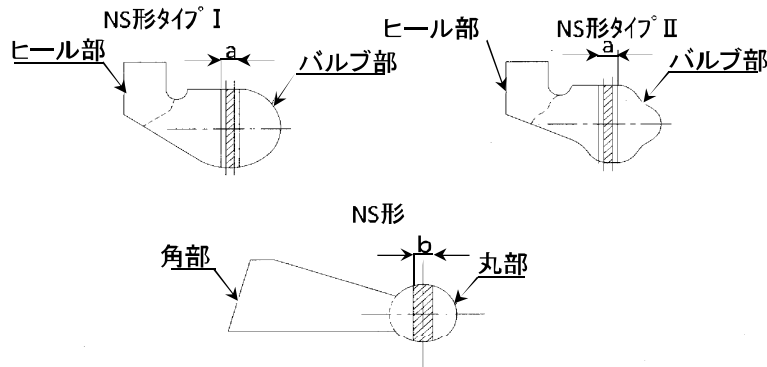 NS形タイプⅠ
NS形タイプⅡ
ヒール部
a
バルブ部
ヒール部
a
バルブ部
NS形
角部
b
丸部